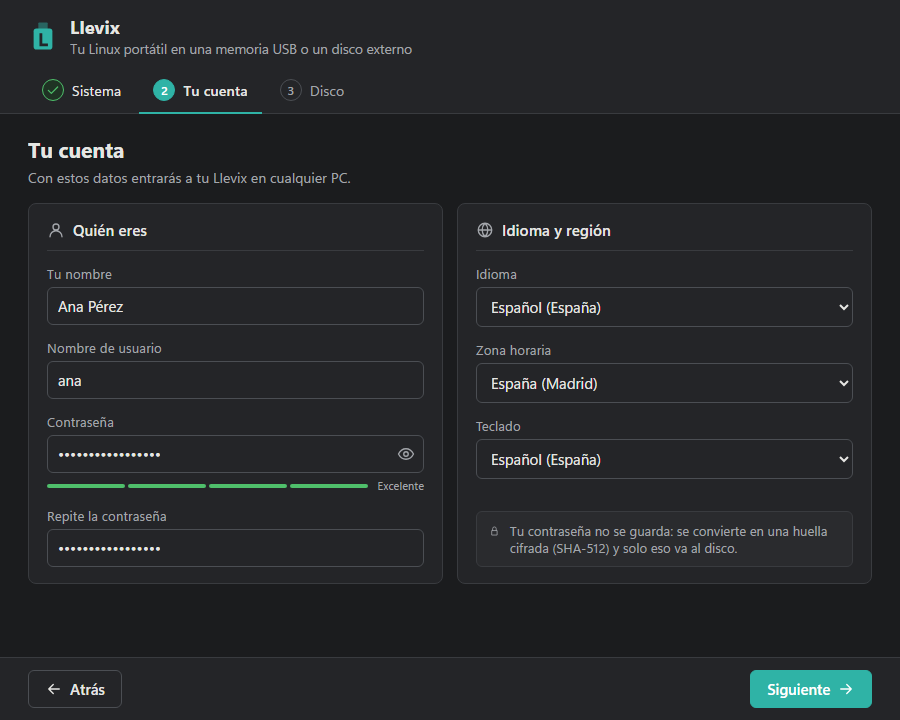 Llevix
Tu Linux portátil en una memoria USB o un disco externo
Sistema
2 Tu cuenta
3 Disco
Tu cuenta
Con estos datos entrarás a tu Llevix en cualquier PC.
Quién eres
Tu nombre
Ana Pérez
Nombre de usuario
ana
Contraseña
•••••••••••••••••
Excelente
Repite la contraseña
•••••••••••••••••
Idioma y región
Idioma
Español (España)
Zona horaria
España (Madrid)
Teclado
Español (España)
Tu contraseña no se guarda: se convierte en una huella
cifrada (SHA-512) y solo eso va al disco.
Atrás
Siguiente